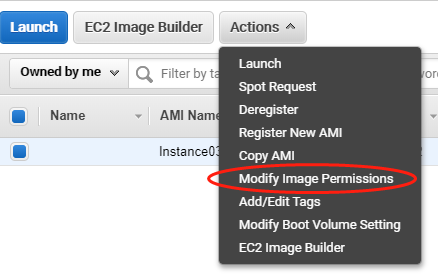 Launch EC2 Image Builder Actions
Owned by me Filter by ta
Name AMI Name
Instance03
Launch
Spot Request
Deregister
Register New AMI
Copy AMI
Modify Image Permissions
Add/Edit Tags
Modify Boot Volume Setting
EC2 Image Builder